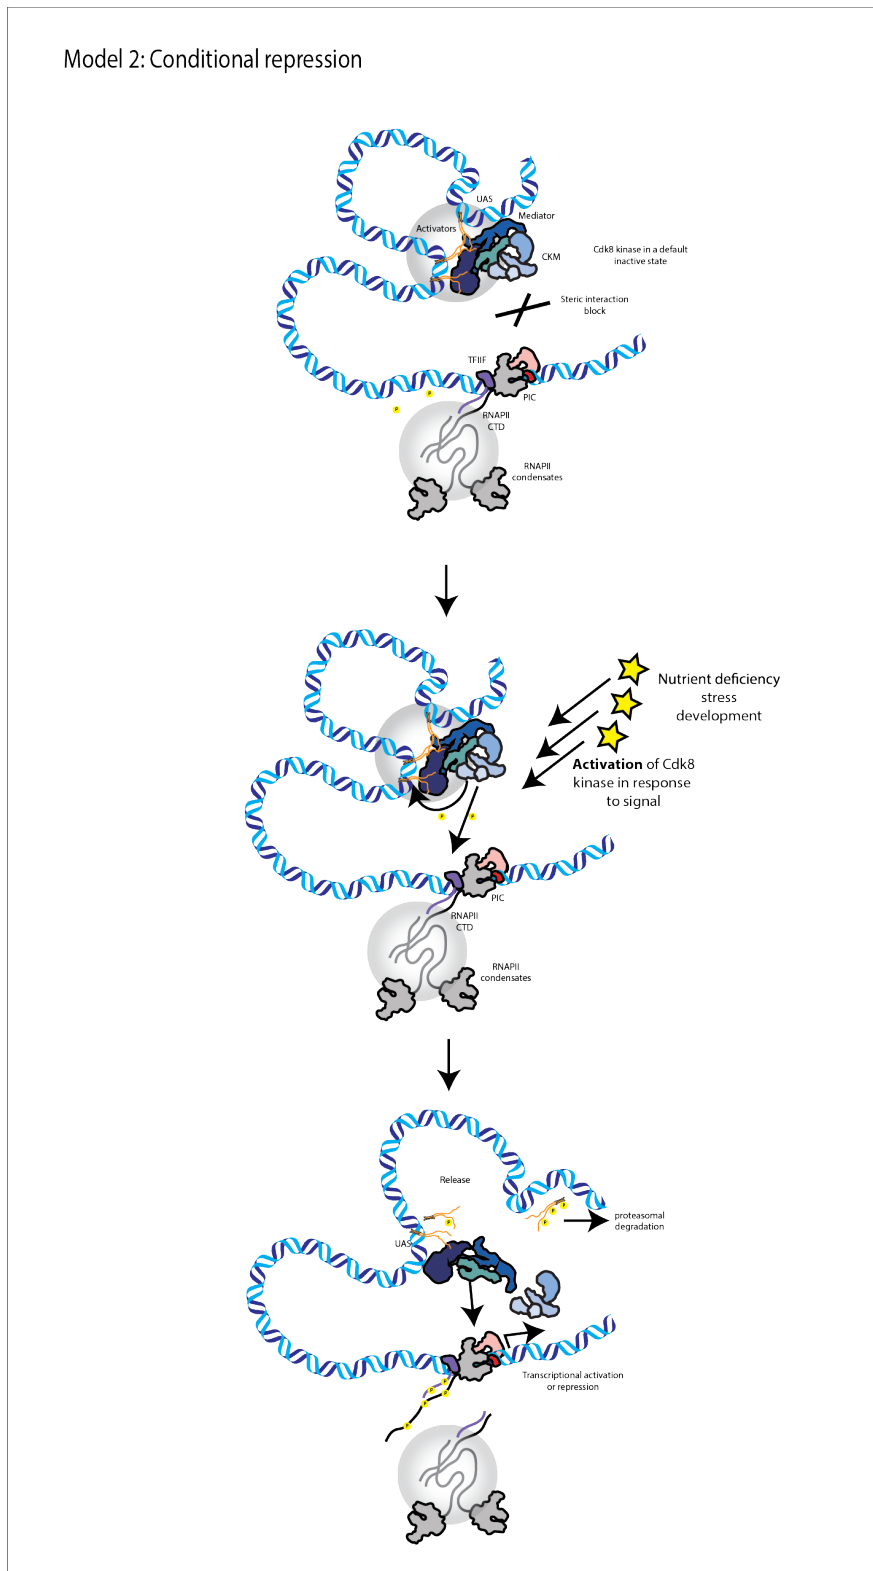 Model 2: Conditional repression
UAS
Mediator
Activators
CKM
Cdk8 kinase in a default
inactive state
Steric interaction
block
TFIIF
PIC
P
P
RNAPII
CTD
RNAPII
condensates
Nutrient deficiency
stress
development
Activation of Cdk8
kinase in response
to signal
P
P
PIC
RNAPII
CTD
RNAPII
condensates
Release
P
P
P
P
proteasomal
degradation
UAS
Transcriptional activation
or repression
P
P
P
P
P